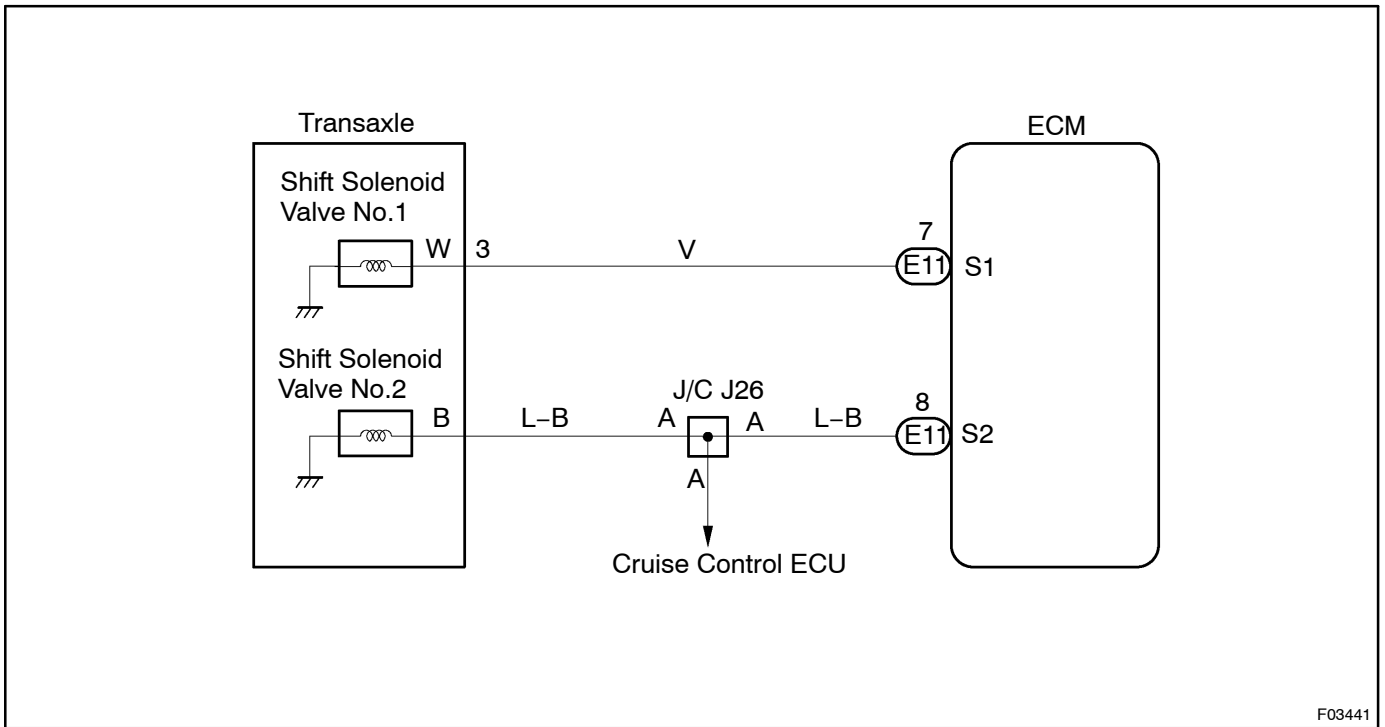 Transaxle
ECM
Shift Solenoid
Valve No.1
W
3
V
7
E11
S1
Shift Solenoid
Valve No.2
B
L–B
A
J/C J26
A
L–B
8
E11
S2
A
Cruise Control ECU
F03441